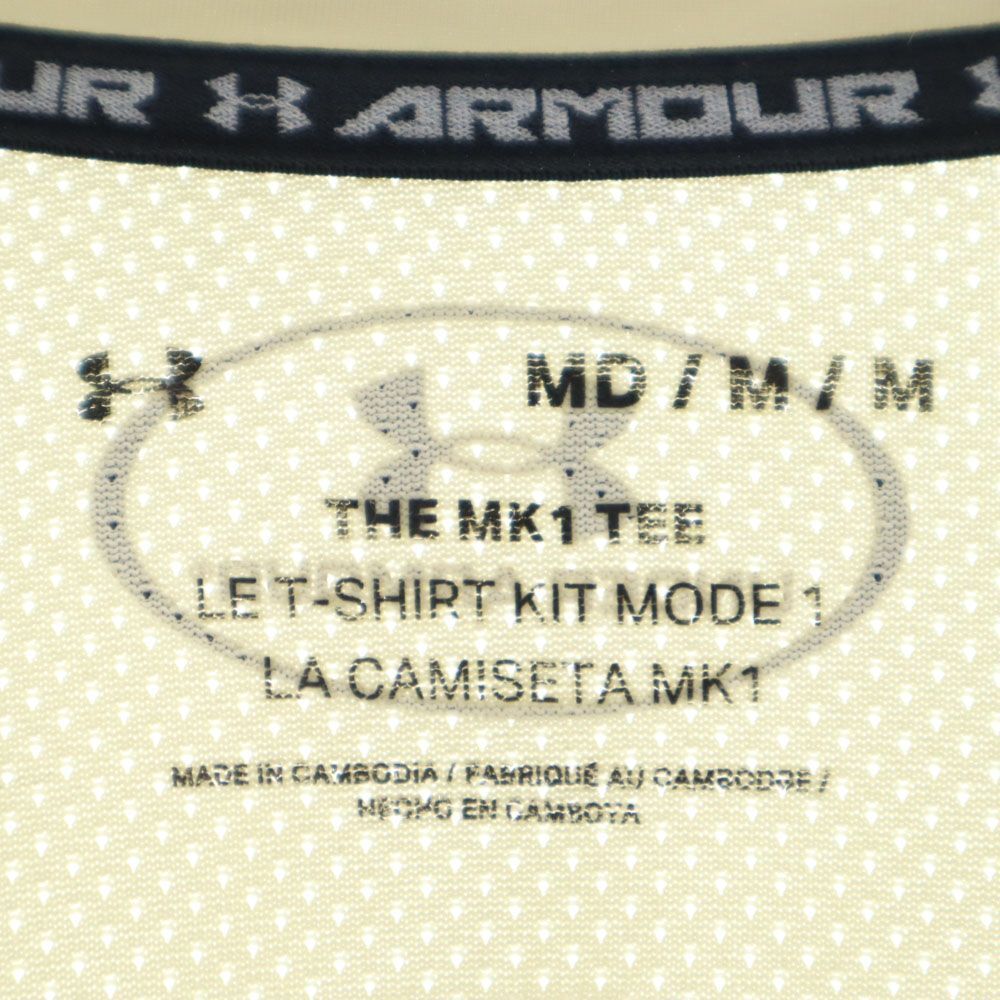 UR ARMOUR
MD / M / M
THE MK1 TEE
LE T-SHIRT KIT MODE 1
LA CAMISETA MK1
MADE IN CAMBODIA / FABRIQUÉ AU CAMBODGE /
HECHO EN CAMBOYA